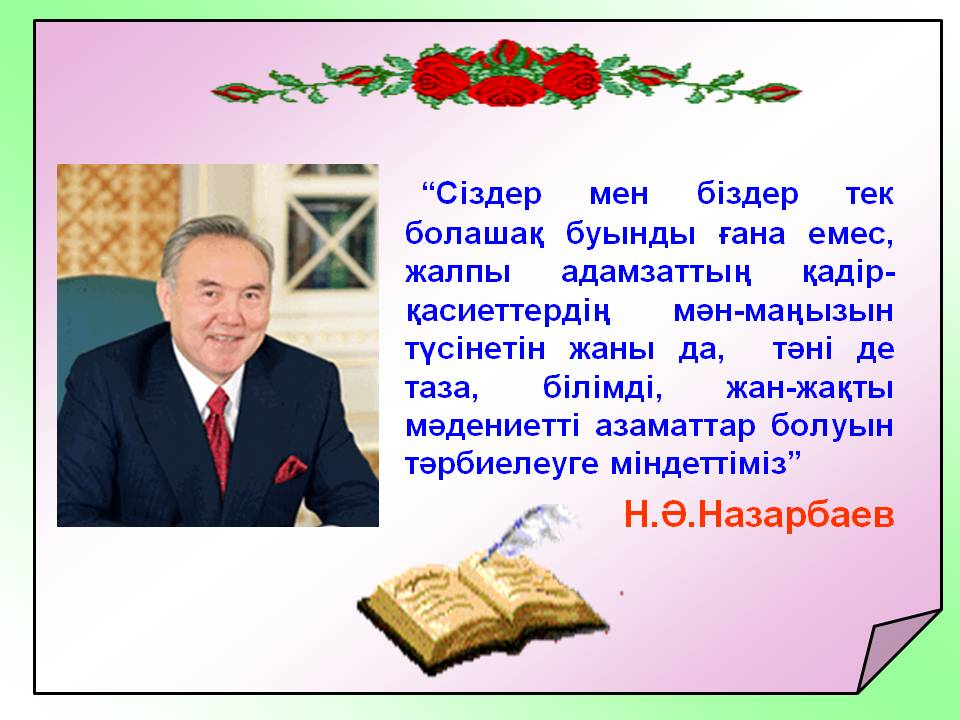 “Сіздер мен біздер тек
болашақ буынды ғана емес,
жалпы адамзаттың қадір-
қасиеттердің мән-маңызын
түсінетін жаны да, тәні де
таза, білімді, жан-жақты
мәдениетті азаматтар болуын
тәрбиелеуге міндеттіміз”
Н.Ә.Назарбаев